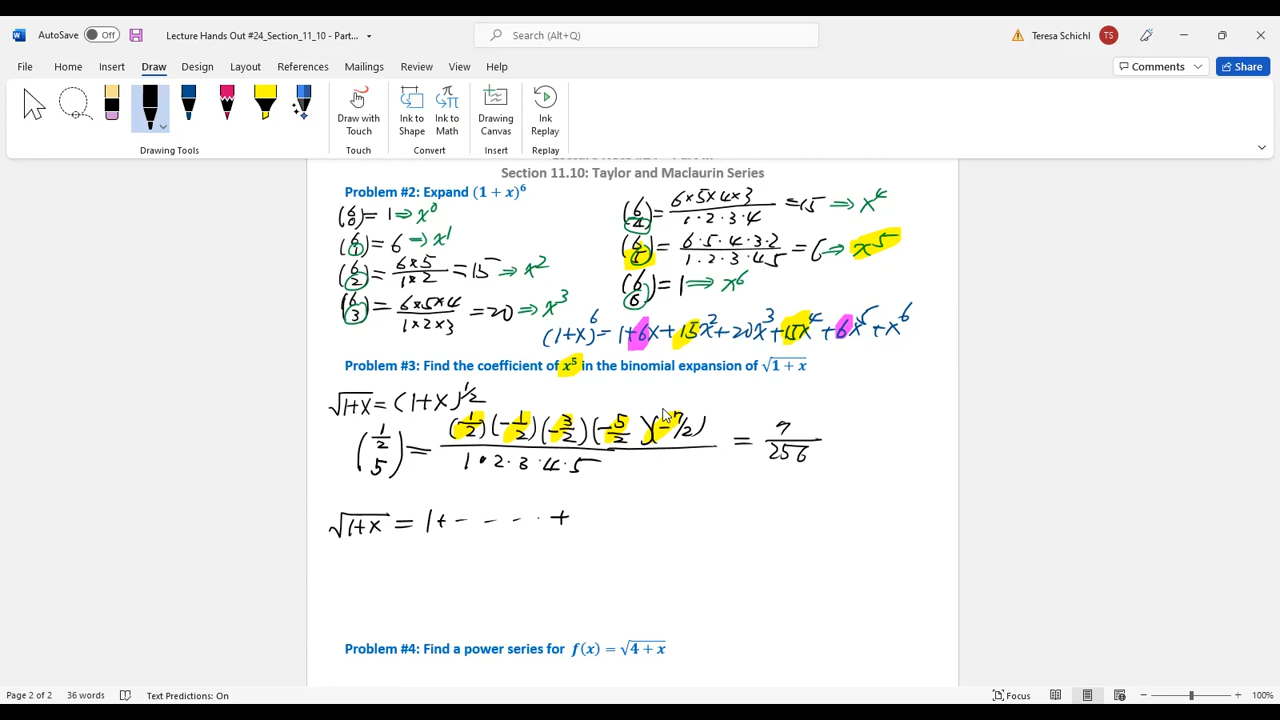 AutoSave Off Lecture Hands Out #24_Section_11_10 - Part... Search (Alt+Q) Teresa Schichl TS
File Home Insert Draw Design Layout References Mailings Review View Help Comments Share
Draw with Touch Ink to Shape Ink to Math Drawing Canvas Ink Replay
Drawing Tools Touch Convert Insert Replay
Section 11.10: Taylor and Maclaurin Series
Problem #2: Expand (1 + x)⁶
(6 0) = 1 ⇒ x⁰
(6 1) = 6 → x¹
(6 2) = 6×5 / 1×2 = 15 ⇒ x²
(6 3) = 6×5×4 / 1×2×3 = 20 ⇒ x³
(6 4) = 6×5×4×3 / 1·2·3·4 = 15 ⇒ x⁴
(6 5) = 6·5·4·3·2 / 1·2·3·4 5 = 6 ⇒ x⁵
(6 6) = 1 ⇒ x⁶
(1+x)⁶ = 1+6x+15x²+20x³+15x⁴+6x⁵+x⁶
Problem #3: Find the coefficient of x⁵ in the binomial expansion of √1 + x
√1+x = (1+x)^1/2
(1/2 5) = (1/2)(-1/2)(-3/2)(-5/2)(-7/2) / 1·2·3·4·5 = 7/256
√1+x = 1+ - - - · +
Problem #4: Find a power series for f(x) = √4 + x
Page 2 of 2 36 words Text Predictions: On Focus 100%